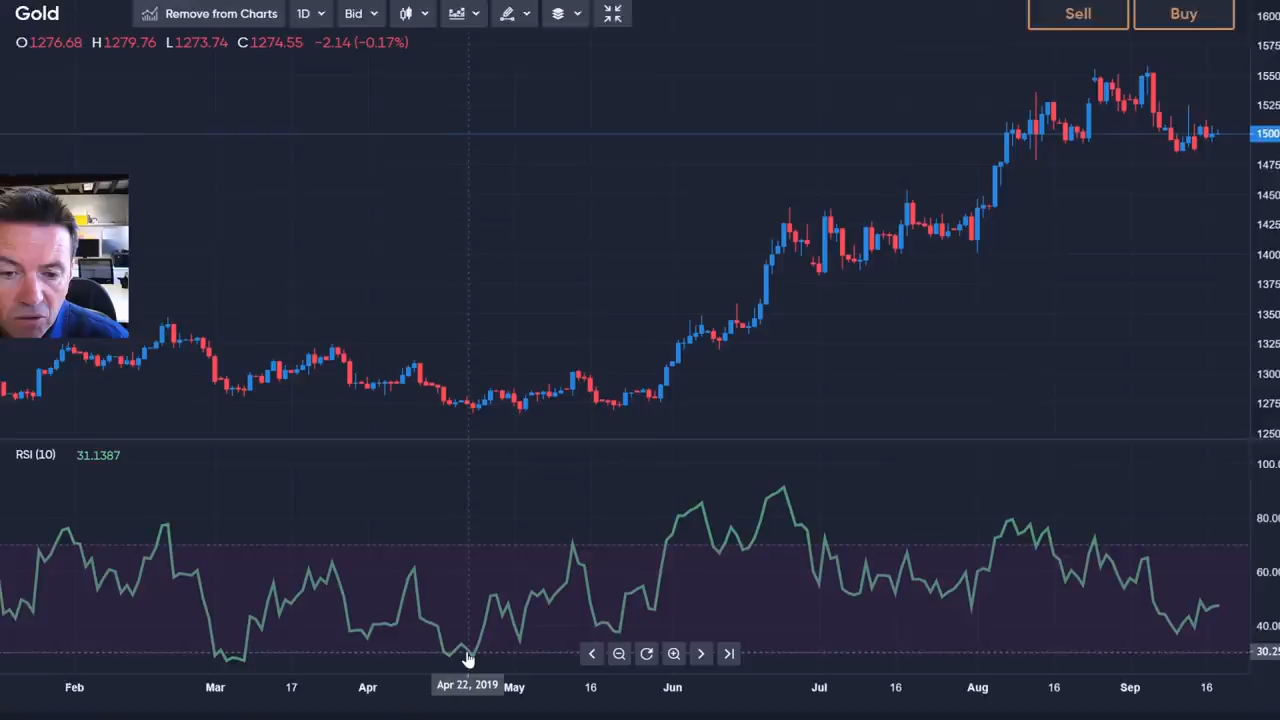 Gold
Remove from Charts
1D
Bid
Sell
Buy
O1276.68 H1279.76 L1273.74 C1274.55 −2.14 (−0.17%)
1600
1575
1550
1525
1500
1475
1450
1425
1400
1375
1350
1325
1300
1275
1250
RSI (10) 31.1387
100.
80.00
60.00
40.00
30.25
Feb
Mar
17
Apr
Apr 22, 2019
May
16
Jun
Jul
16
Aug
16
Sep
16